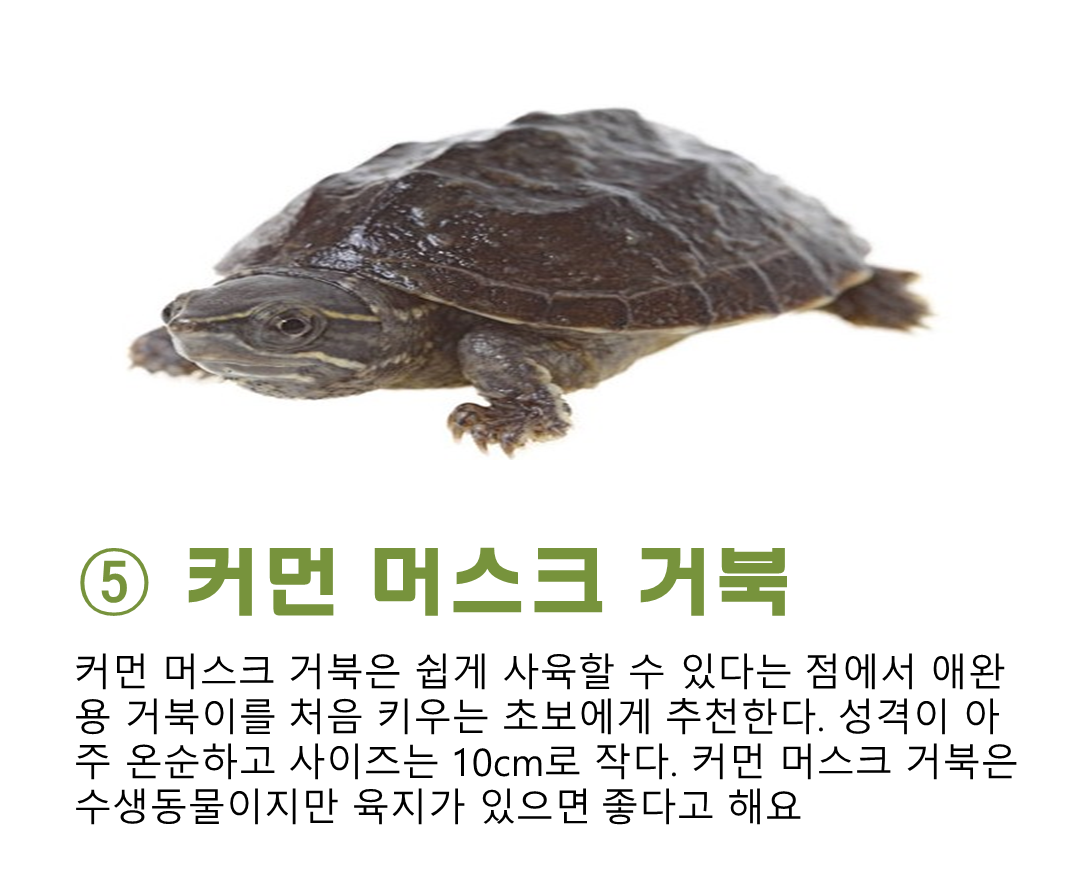 ⑤ 커먼 머스크 거북
커먼 머스크 거북은 쉽게 사육할 수 있다는 점에서 애완
용 거북이를 처음 키우는 초보에게 추천한다. 성격이 아
주 온순하고 사이즈는 10cm로 작다. 커먼 머스크 거북은
수생동물이지만 육지가 있으면 좋다고 해요